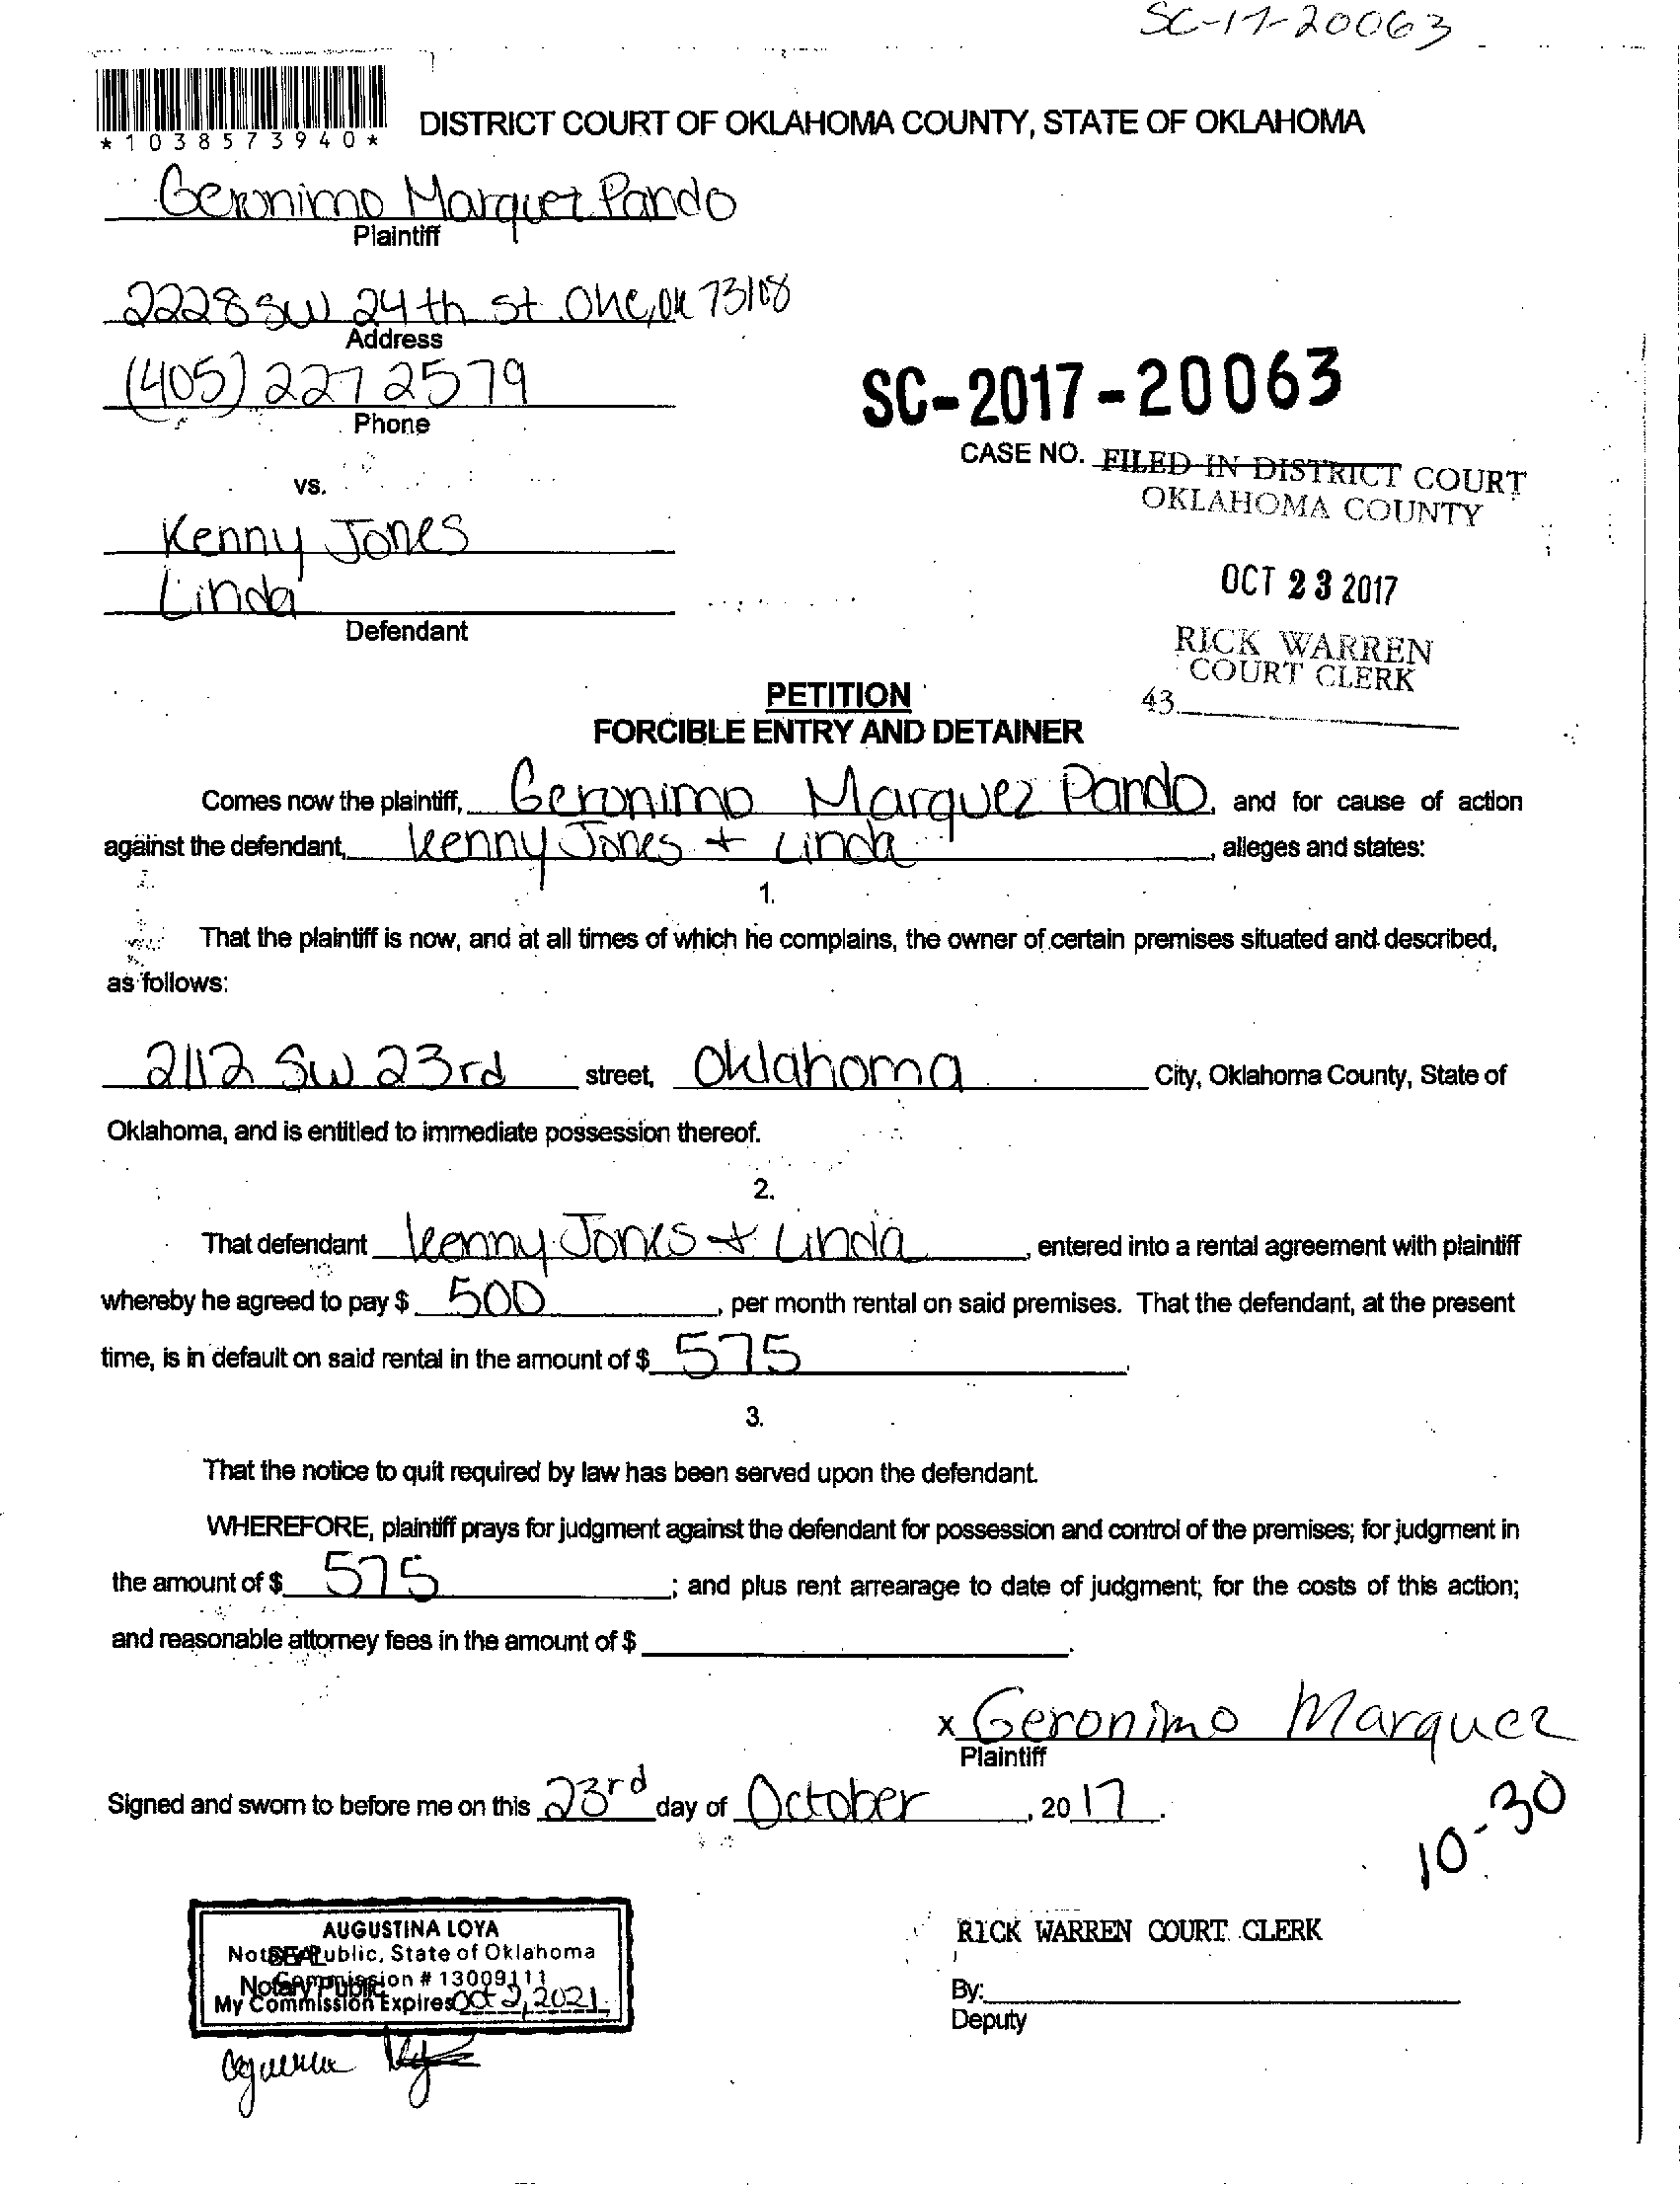 SC-17-20063
*1038573940*
DISTRICT COURT OF OKLAHOMA COUNTY, STATE OF OKLAHOMA
Geronimo Marquez Pando
Plaintiff
2228 SW 24th St OKC, OK 73108
Address
(405) 227 2579
Phone
SC-2017-20063
CASE NO. FILED IN DISTRICT COURT
OKLAHOMA COUNTY
vs.
Kenny Jones
Linda
Defendant
OCT 23 2017
RICK WARREN
COURT CLERK
43
PETITION
FORCIBLE ENTRY AND DETAINER
Comes now the plaintiff, Geronimo Marquez Pando, and for cause of action
against the defendant, Kenny Jones + Linda, alleges and states:
1.
That the plaintiff is now, and at all times of which he complains, the owner of certain premises situated and described,
as follows:
2112 SW 23rd street, Oklahoma City, Oklahoma County, State of
Oklahoma, and is entitled to immediate possession thereof.
2.
That defendant Kenny Jones + Linda, entered into a rental agreement with plaintiff
whereby he agreed to pay $ 500, per month rental on said premises. That the defendant, at the present
time, is in default on said rental in the amount of $ 575.
3.
That the notice to quit required by law has been served upon the defendant.
WHEREFORE, plaintiff prays for judgment against the defendant for possession and control of the premises; for judgment in
the amount of $ 575; and plus rent arrearage to date of judgment; for the costs of this action;
and reasonable attorney fees in the amount of $ .
x Geronimo Marquez
Plaintiff
Signed and sworn to before me on this 23rd day of October, 2017.
10-30
AUGUSTINA LOYA
Notary Public, State of Oklahoma
SEAL
Commission # 13009111
Notary Public
My Commission Expires Oct 2, 2021
RICK WARREN COURT CLERK
By:
Deputy